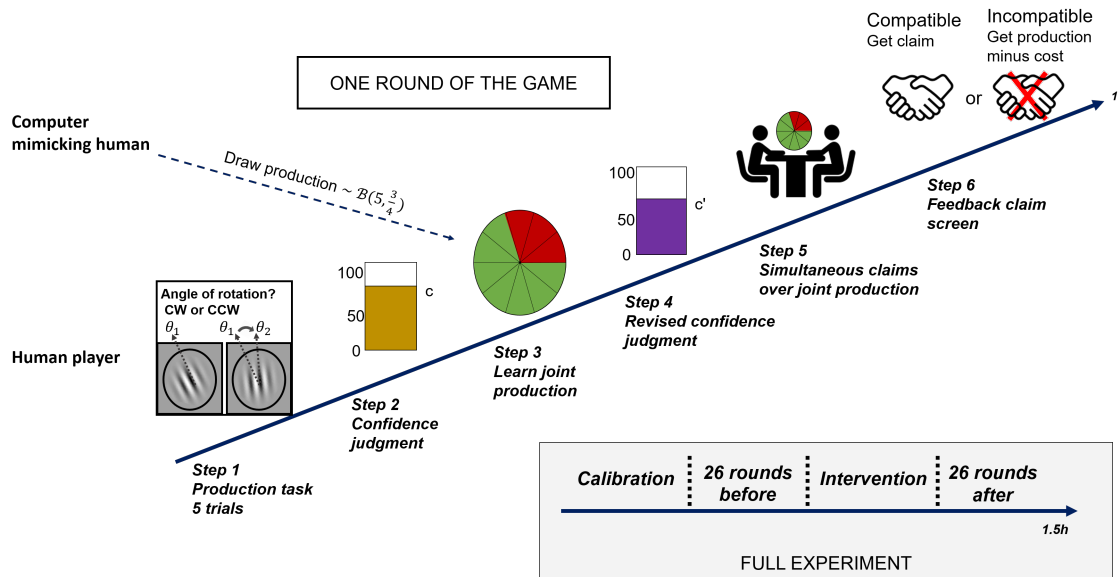 Compatible
Get claim
Incompatible
Get production
minus cost
or
1
ONE ROUND OF THE GAME
Computer
mimicking human
Draw production ~ ℬ(5, 3/4)
100
50
0
c'
Step 6
Feedback claim
screen
Step 5
Simultaneous claims
over joint production
100
50
0
c
Step 4
Revised confidence
judgment
Angle of rotation?
CW or CCW
θ₁
θ₁ θ₂
Human player
Step 3
Learn joint
production
Step 2
Confidence
judgment
Step 1
Production task
5 trials
Calibration
26 rounds
before
Intervention
26 rounds
after
1.5h
FULL EXPERIMENT